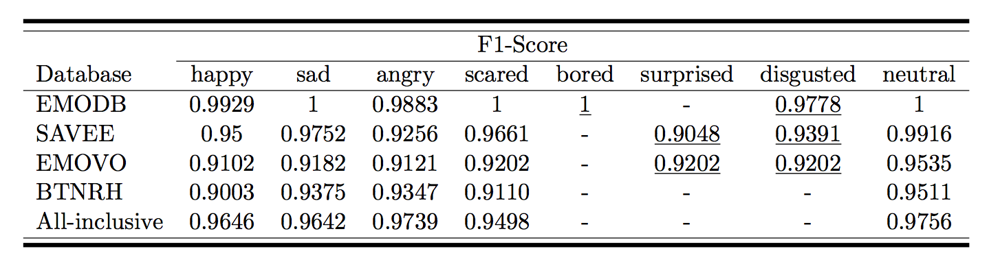 F1-Score
Database happy sad angry scared bored surprised disgusted neutral
EMODB 0.9929 1 0.9883 1 1 - 0.9778 1
SAVEE 0.95 0.9752 0.9256 0.9661 - 0.9048 0.9391 0.9916
EMOVO 0.9102 0.9182 0.9121 0.9202 - 0.9202 0.9202 0.9535
BTNRH 0.9003 0.9375 0.9347 0.9110 - - - 0.9511
All-inclusive 0.9646 0.9642 0.9739 0.9498 - - - 0.9756